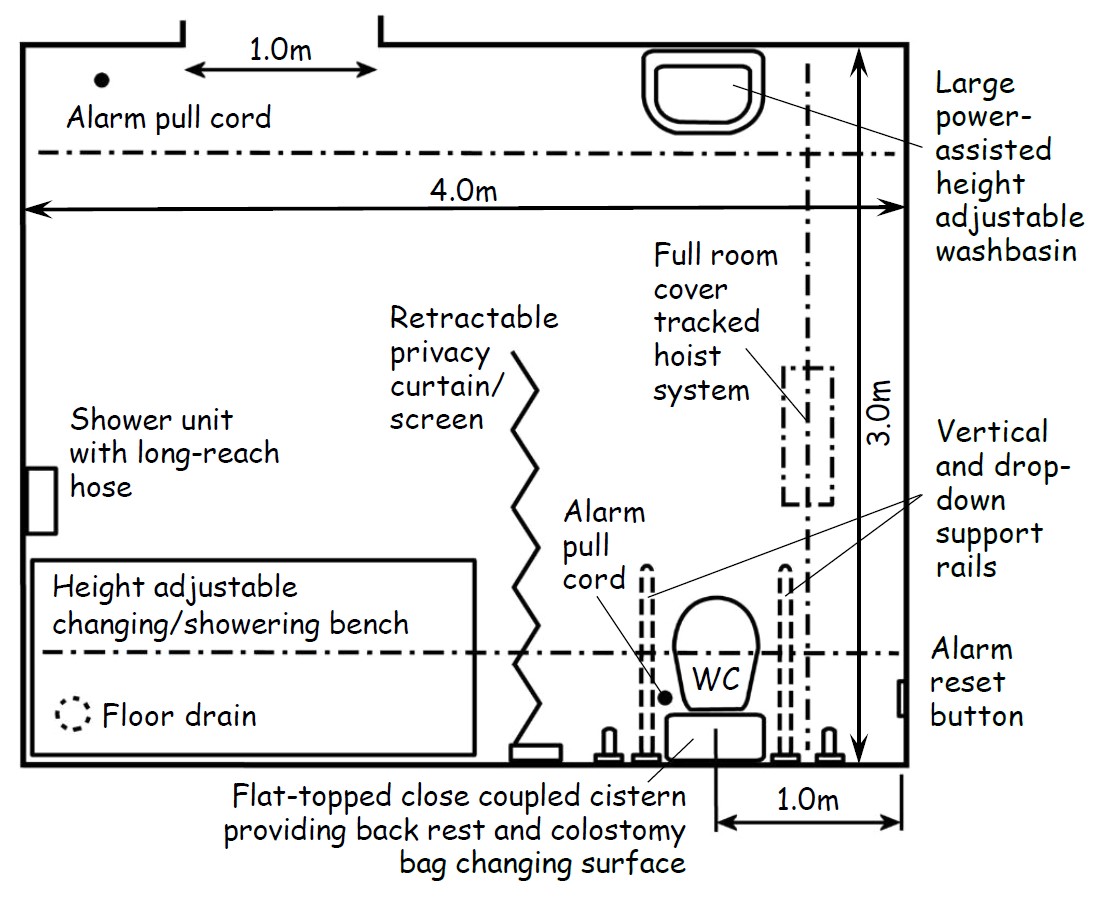 1.0m
Alarm pull cord
4.0m
Large
power-
assisted
height
adjustable
washbasin
Full room
cover
tracked
hoist
system
Retractable
privacy
curtain/
screen
3.0m
Shower unit
with long-reach
hose
Vertical
and drop-
down
support
rails
Alarm
pull
cord
Height adjustable
changing/showering bench
WC
Floor drain
Alarm
reset
button
Flat-topped close coupled cistern
providing back rest and colostomy
bag changing surface
1.0m